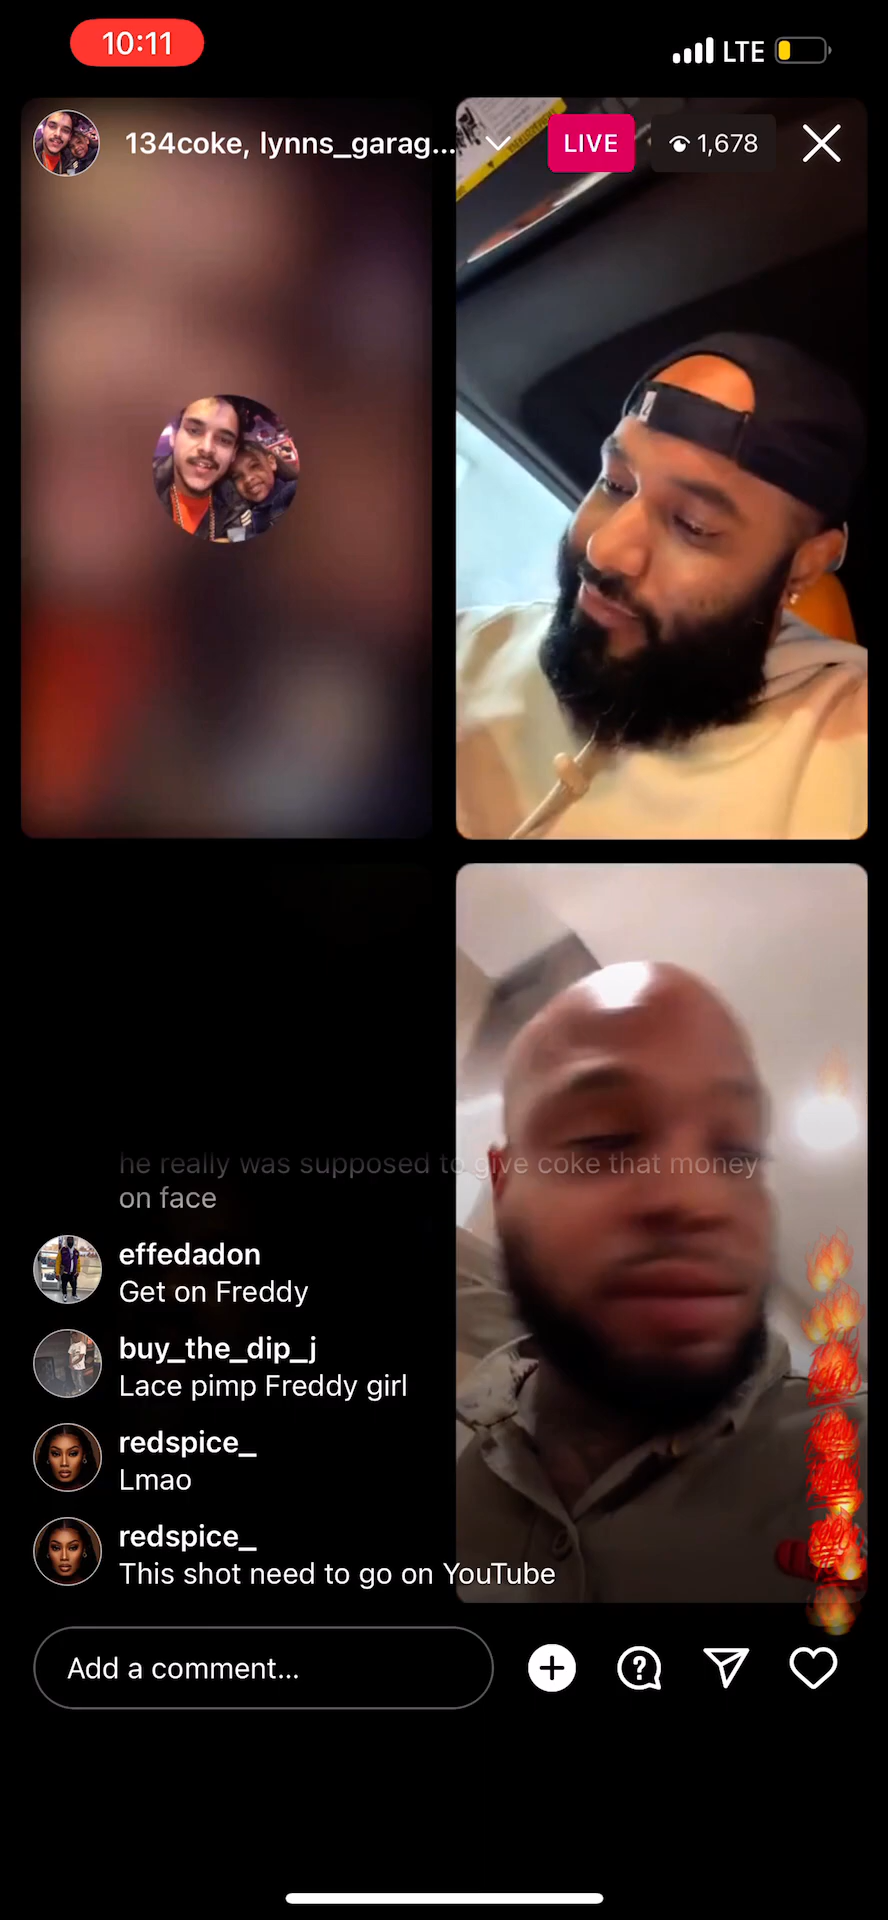 10:11
LTE
134coke, lynns_garag...
LIVE
1,678
he really was supposed to give coke that money
on face
effedadon
Get on Freddy
buy_the_dip_j
Lace pimp Freddy girl
redspice_
Lmao
redspice_
This shot need to go on YouTube
Add a comment...